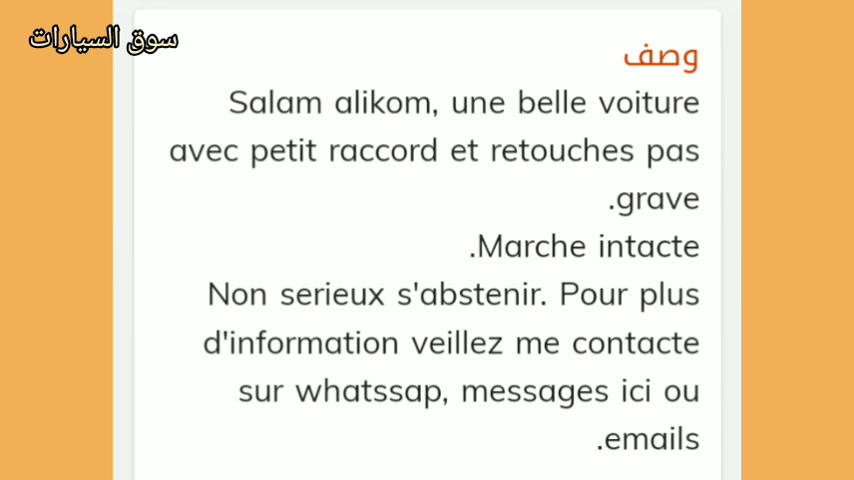 سوق السيارات
وصف
Salam alikom, une belle voiture
avec petit raccord et retouches pas
grave.
Marche intacte.
Non serieux s'abstenir. Pour plus
d'information veillez me contacte
sur whatssap, messages ici ou
emails.